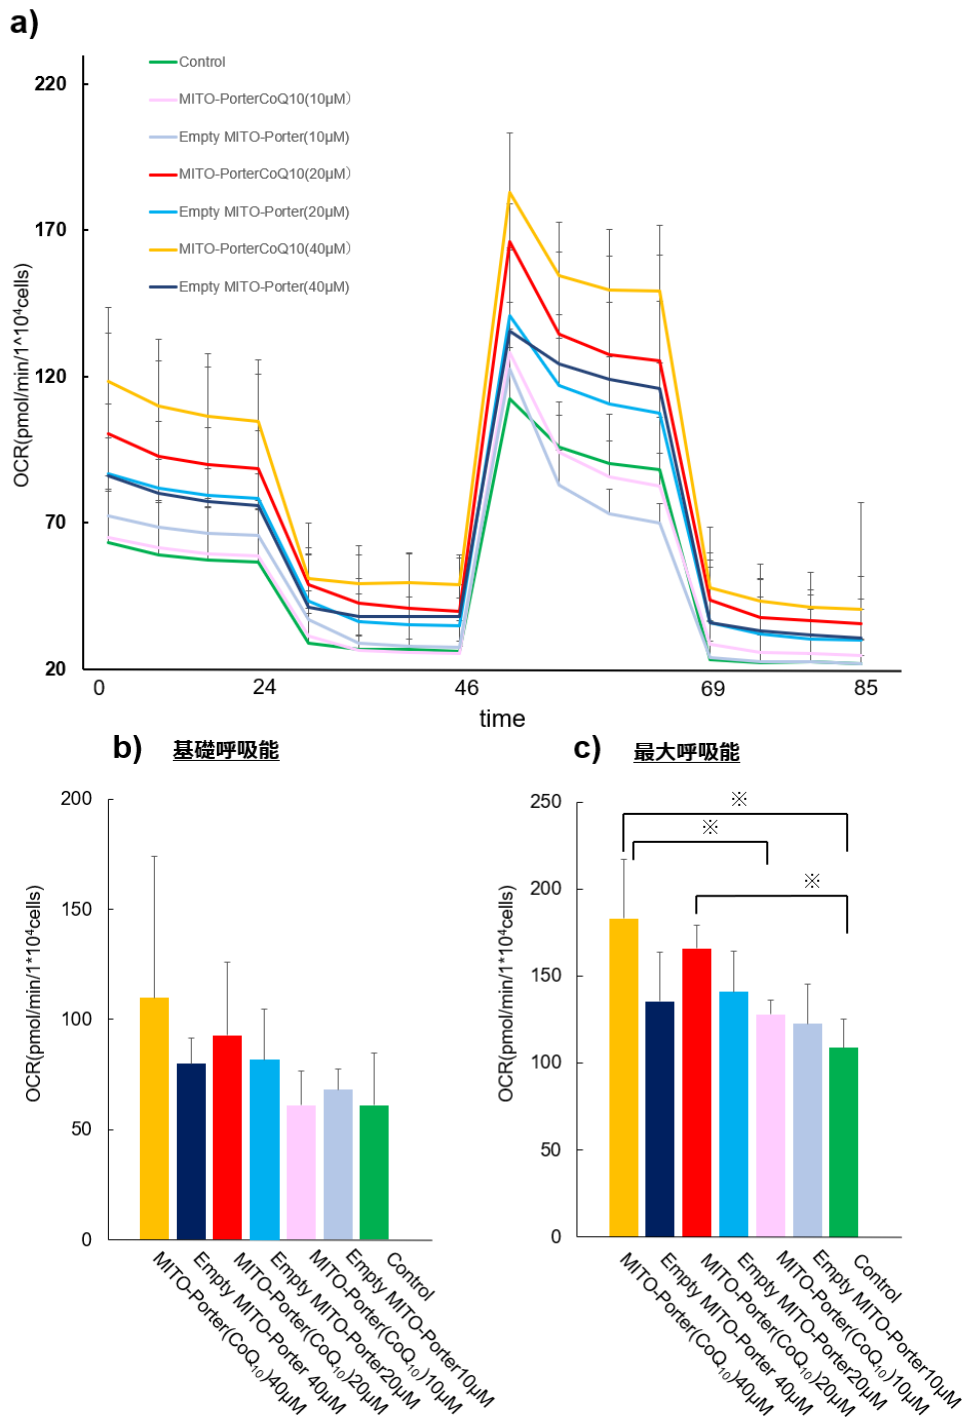 a)
220
170
120
70
20
OCR(pmol/min/1^10⁴cells)
Control
MITO-PorterCoQ10(10μM)
Empty MITO-Porter(10μM)
MITO-PorterCoQ10(20μM)
Empty MITO-Porter(20μM)
MITO-PorterCoQ10(40μM)
Empty MITO-Porter(40μM)
0 24 46 69 85
time
b) 基礎呼吸能
200
150
100
50
0
OCR(pmol/min/1*10⁴cells)
MITO-Porter(CoQ₁₀)40μM
Empty MITO-Porter 40μM
MITO-Porter(CoQ₁₀)20μM
Empty MITO-Porter20μM
MITO-Porter(CoQ₁₀)10μM
Empty MITO-Porter10μM
Control
c) 最大呼吸能
250
200
150
100
50
0
OCR(pmol/min/1*10⁴cells)
※
※
※
MITO-Porter(CoQ₁₀)40μM
Empty MITO-Porter 40μM
MITO-Porter(CoQ₁₀)20μM
Empty MITO-Porter20μM
MITO-Porter(CoQ₁₀)10μM
Empty MITO-Porter10μM
Control